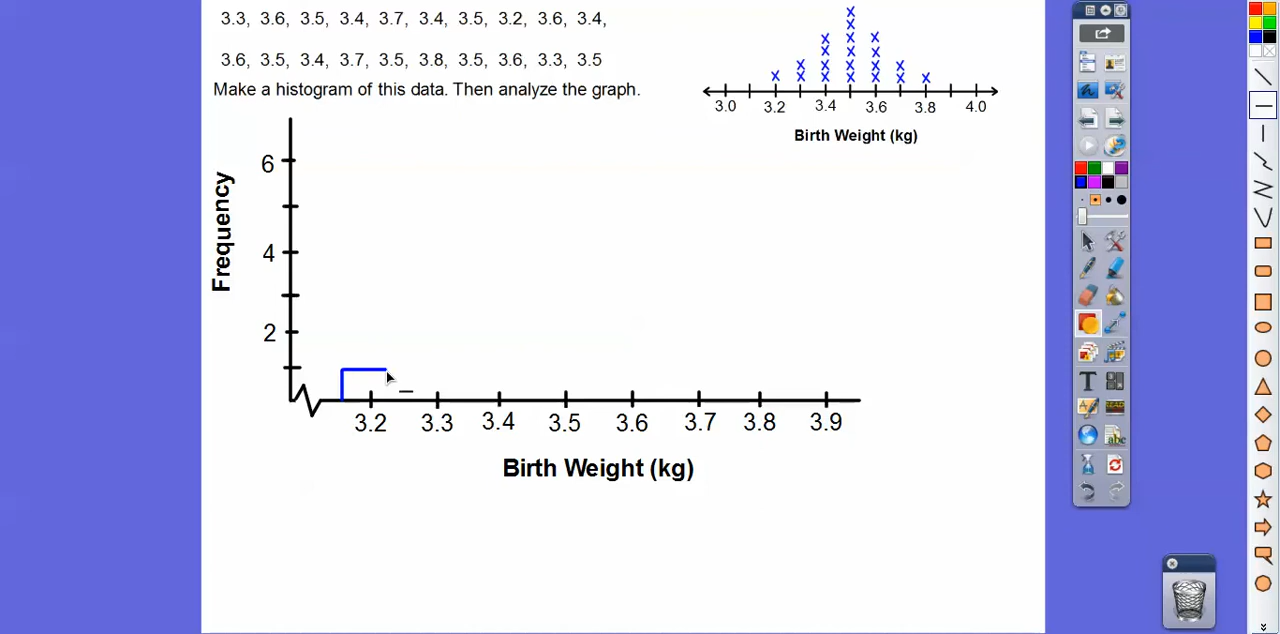 3.3, 3.6, 3.5, 3.4, 3.7, 3.4, 3.5, 3.2, 3.6, 3.4,
3.6, 3.5, 3.4, 3.7, 3.5, 3.8, 3.5, 3.6, 3.3, 3.5
Make a histogram of this data. Then analyze the graph.
3.0 3.2 3.4 3.6 3.8 4.0
Birth Weight (kg)
6
4
2
Frequency
3.2 3.3 3.4 3.5 3.6 3.7 3.8 3.9
Birth Weight (kg)